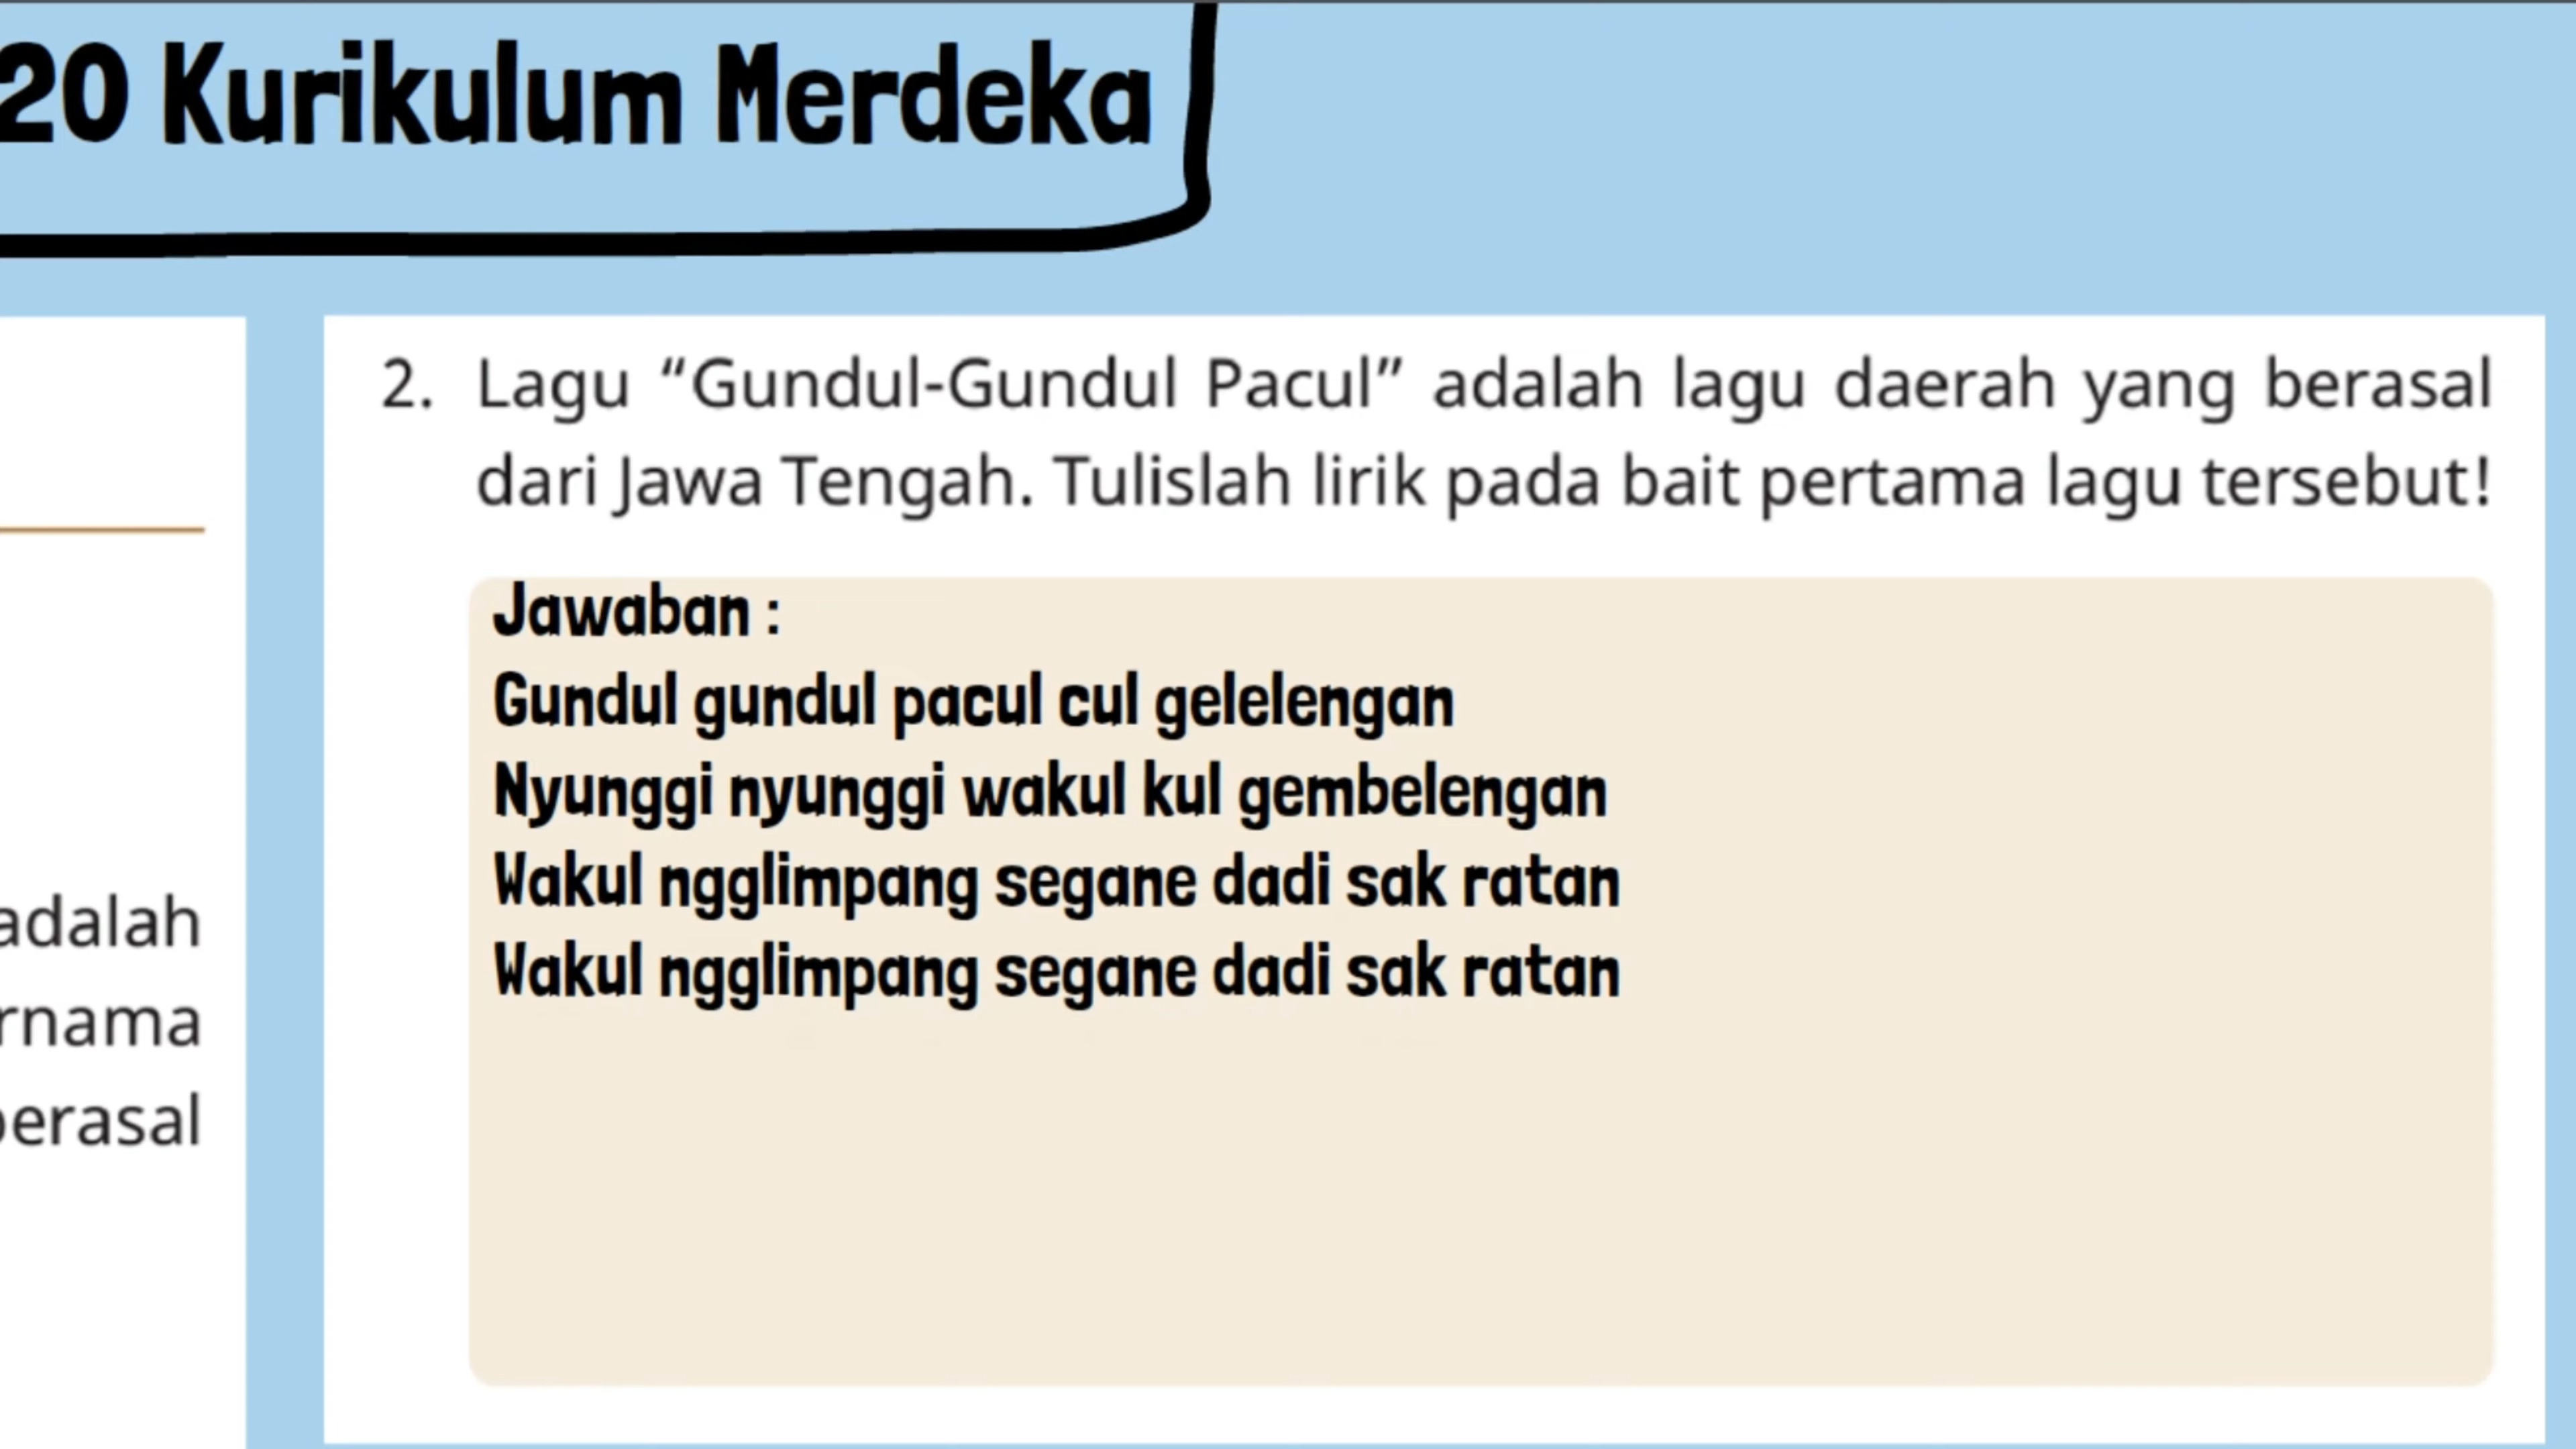 20 Kurikulum Merdeka
adalah
rnama
berasal
2. Lagu “Gundul-Gundul Pacul” adalah lagu daerah yang berasal
dari Jawa Tengah. Tulislah lirik pada bait pertama lagu tersebut!
Jawaban :
Gundul gundul pacul cul gelelengan
Nyunggi nyunggi wakul kul gembelengan
Wakul ngglimpang segane dadi sak ratan
Wakul ngglimpang segane dadi sak ratan